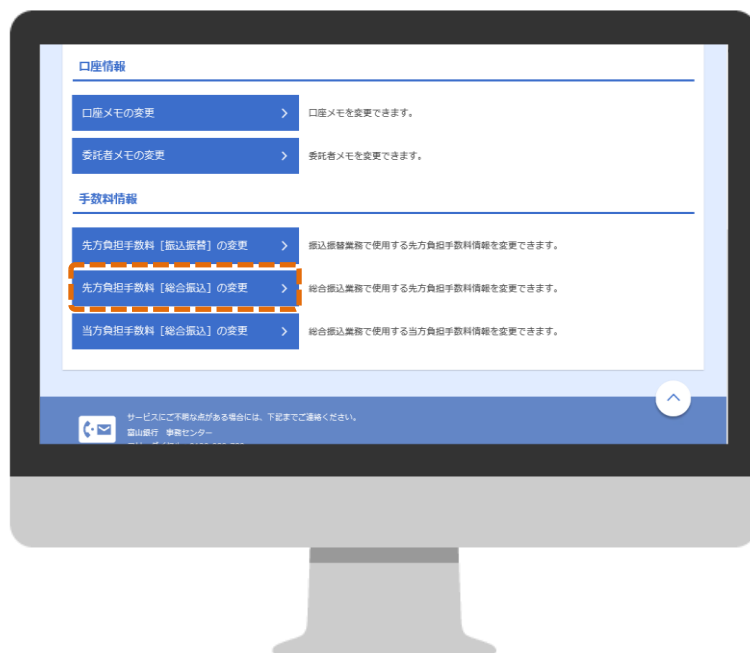 口座情報
口座メモの変更
口座メモを変更できます。
委託者メモの変更
委託者メモを変更できます。
手数料情報
先方負担手数料［振込振替］の変更
振込振替業務で使用する先方負担手数料情報を変更できます。
先方負担手数料［総合振込］の変更
総合振込業務で使用する先方負担手数料情報を変更できます。
当方負担手数料［総合振込］の変更
総合振込業務で使用する当方負担手数料情報を変更できます。
サービスにご不明な点がある場合には、下記までご連絡ください。
富山銀行 事務センター